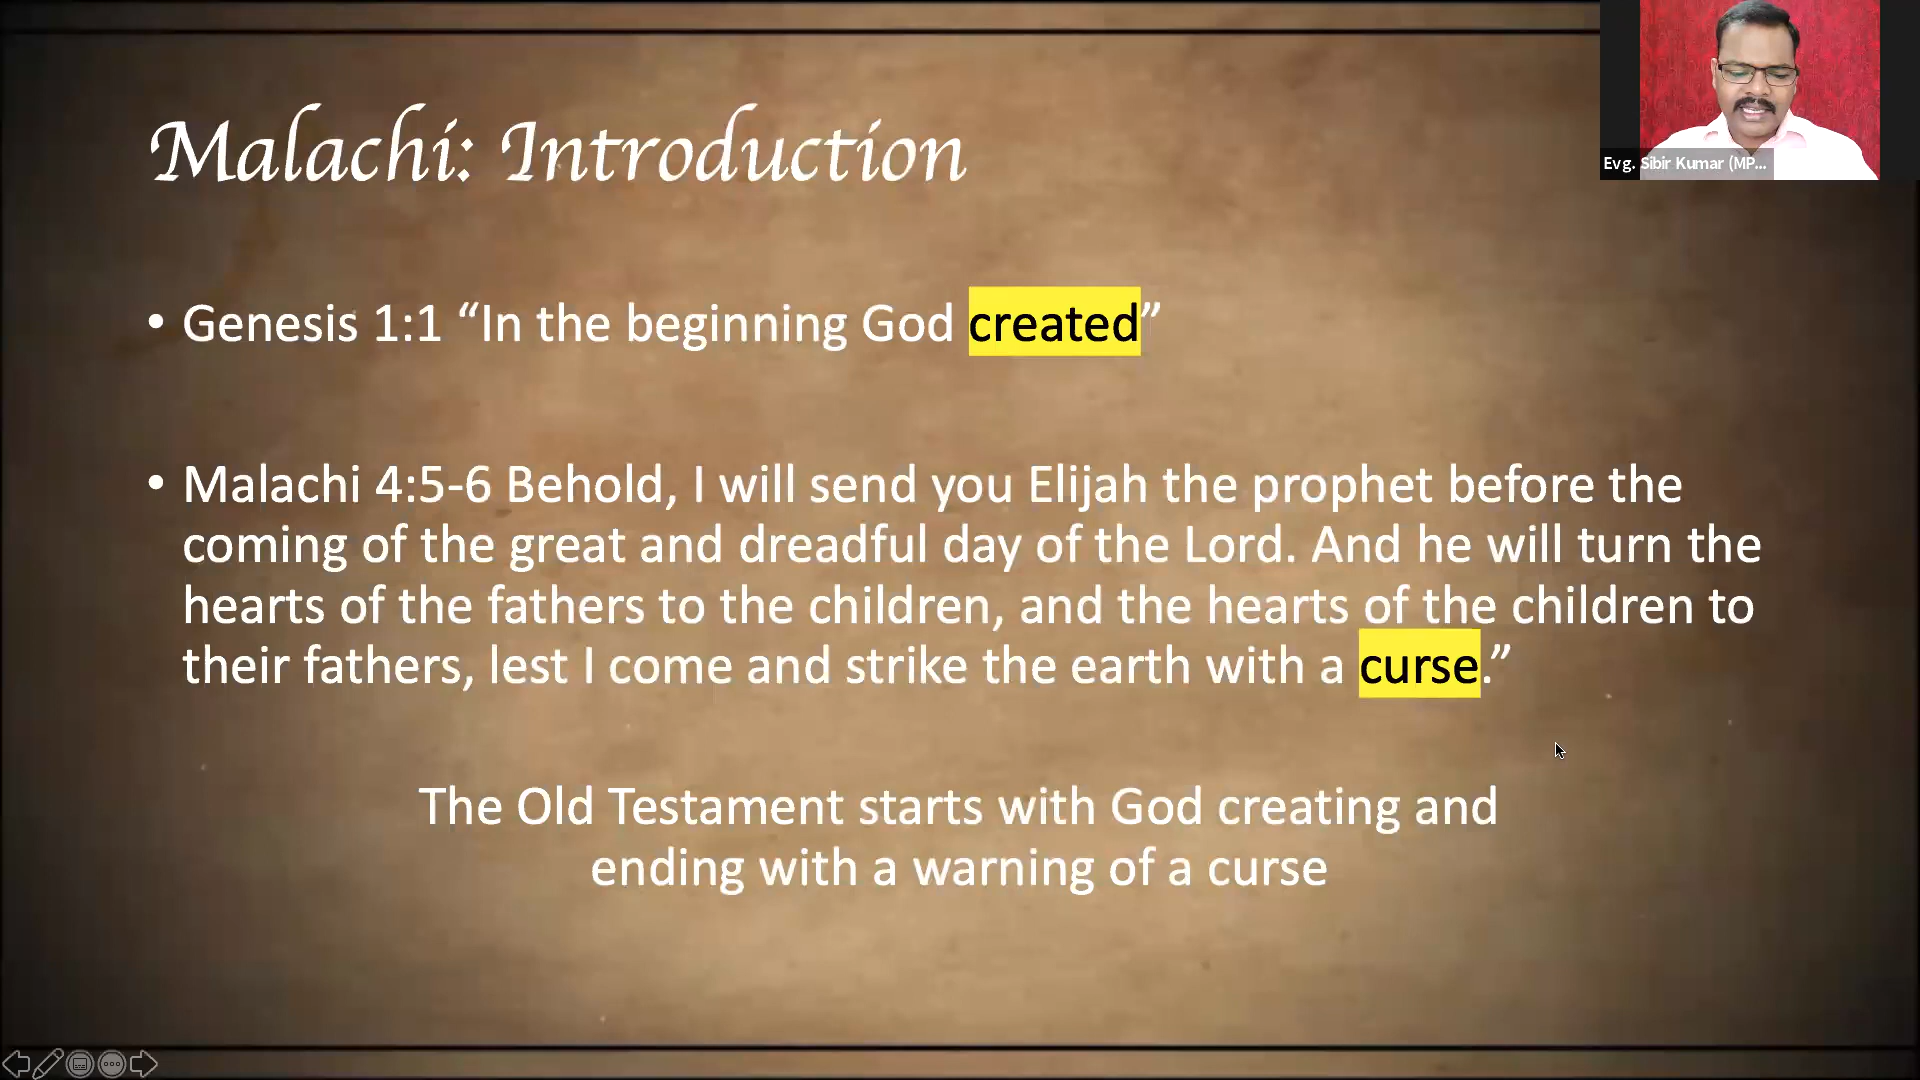 Malachi: Introduction
Evg. Sibir Kumar (MP...
• Genesis 1:1 “In the beginning God created”
• Malachi 4:5-6 Behold, I will send you Elijah the prophet before the
coming of the great and dreadful day of the Lord. And he will turn the
hearts of the fathers to the children, and the hearts of the children to
their fathers, lest I come and strike the earth with a curse.”
The Old Testament starts with God creating and
ending with a warning of a curse